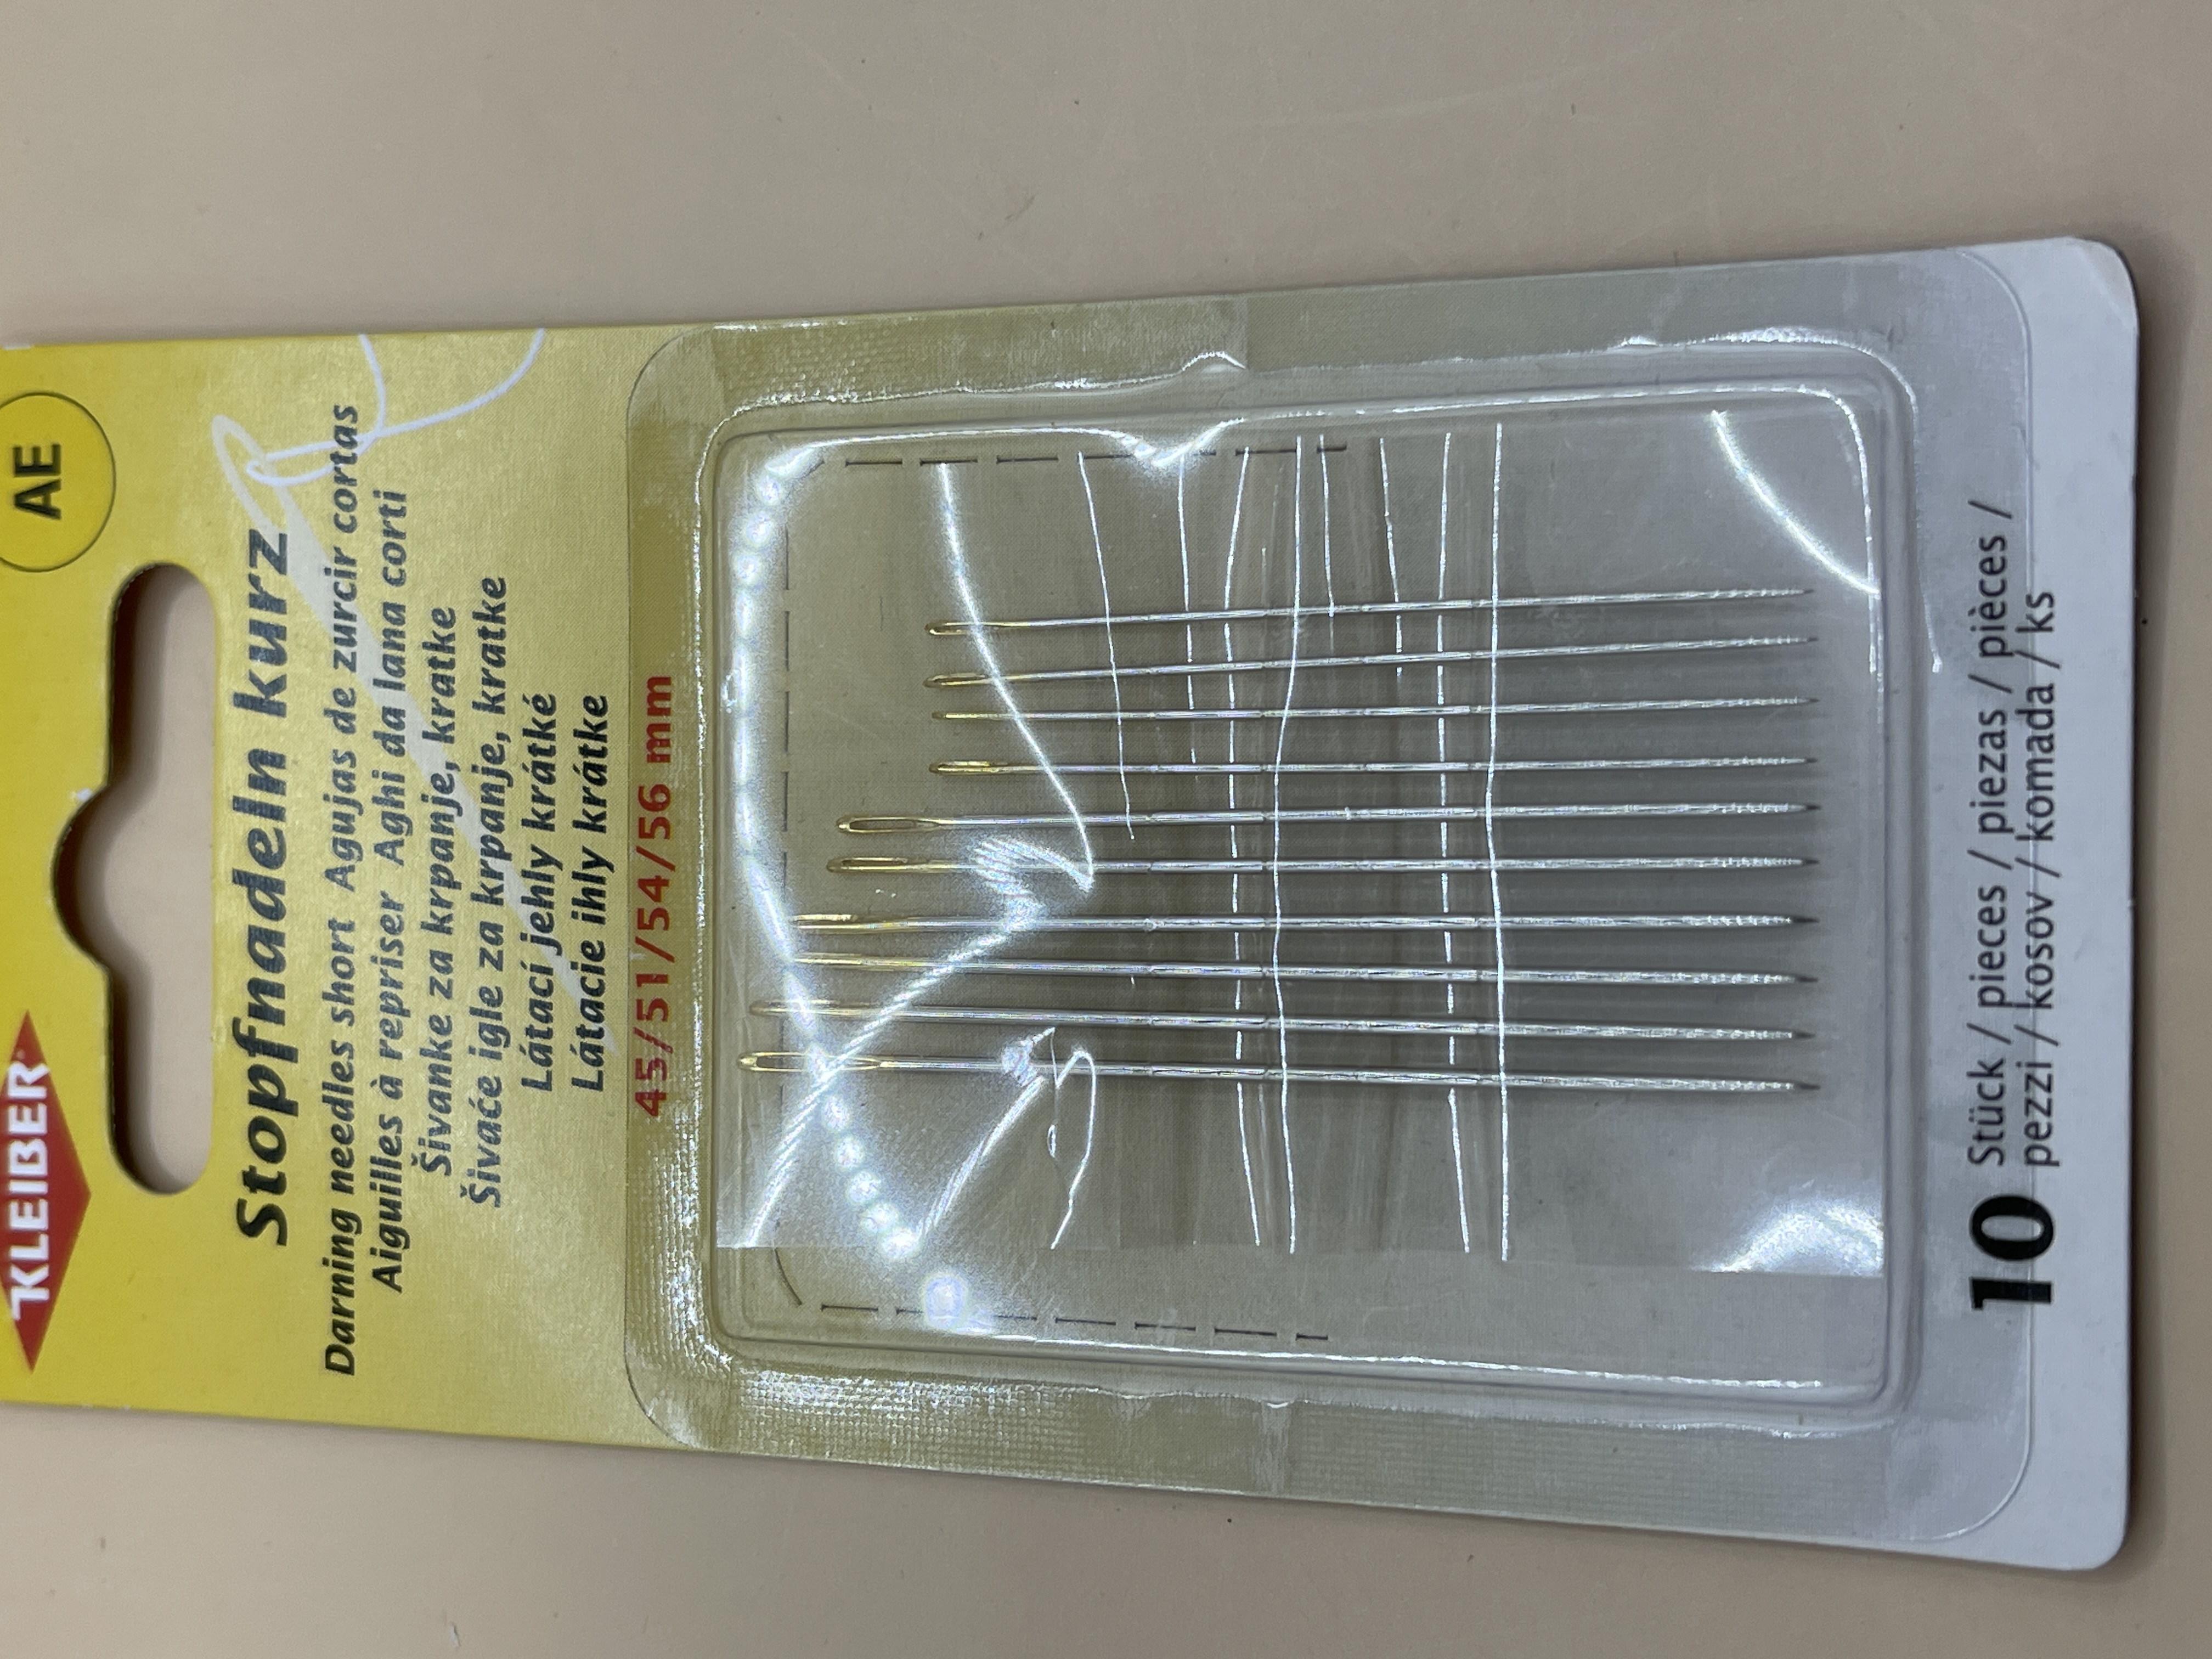 KLEIBER
AE
Stopfnadeln kurz
Darning needles short Agujas de zurcir cortas
Aiguilles à repriser Aghi da lana corti
Šivanke za krpanje, kratke
Šivaće igle za krpanje, kratke
Látací jehly krátké
Látacie ihly krátke
45/51/54/56 mm
10 Stück / pieces / piezas / pièces /
pezzi / kosov / komada / ks